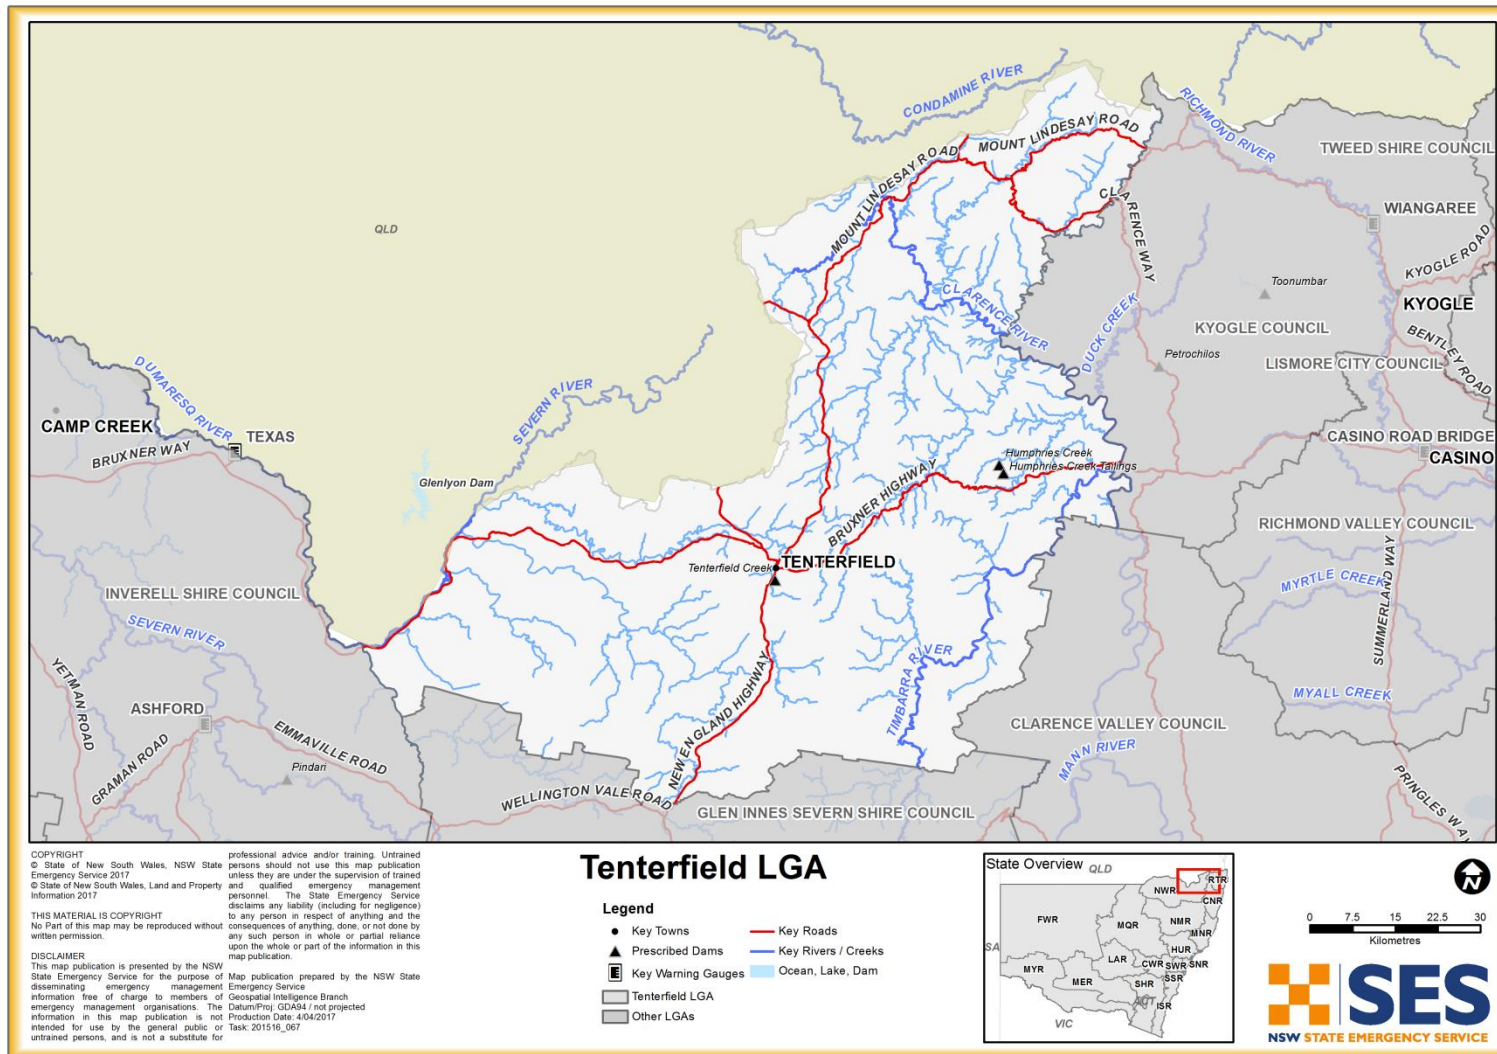 CONDAMINE RIVER
RICHMOND RIVER
MOUNT LINDESAY ROAD
MOUNT LINDESAY ROAD
TWEED SHIRE COUNCIL
CLARENCE WAY
WIANGAREE
QLD
KYOGLE ROAD
Toonumbar
CLARENCE RIVER
KYOGLE
DUCK CREEK
KYOGLE COUNCIL
BENTLEY ROAD
Petrochilos
LISMORE CITY COUNCIL
DUMARESQ RIVER
SEVERN RIVER
CAMP CREEK
TEXAS
BRUXNER WAY
CASINO ROAD BRIDGE
CASINO
Humphries Creek
Humphries Creek Tailings
Glenlyon Dam
BRUXNER HIGHWAY
RICHMOND VALLEY COUNCIL
SUMMERLAND WAY
TENTERFIELD
Tenterfield Creek
MYRTLE CREEK
INVERELL SHIRE COUNCIL
SEVERN RIVER
YETMAN ROAD
NEW ENGLAND HIGHWAY
TIMBARRA RIVER
MYALL CREEK
ASHFORD
CLARENCE VALLEY COUNCIL
EMMAVILLE ROAD
MANN RIVER
GRAMAN ROAD
Pindari
WELLINGTON VALE ROAD
GLEN INNES SEVERN SHIRE COUNCIL
PRINGLES WAY
COPYRIGHT
© State of New South Wales, NSW State
Emergency Service 2017
© State of New South Wales, Land and Property
Information 2017
THIS MATERIAL IS COPYRIGHT
No Part of this map may be reproduced without
written permission.
DISCLAIMER
This map publication is presented by the NSW
State Emergency Service for the purpose of
disseminating emergency management
information free of charge to members of
emergency management organisations. The
information in this map publication is not
intended for use by the general public or
untrained persons, and is not a substitute for
professional advice and/or training. Untrained
persons should not use this map publication
unless they are under the supervision of trained
and qualified emergency management
personnel. The State Emergency Service
disclaims any liability (including for negligence)
to any person in respect of anything and the
consequences of anything, done, or not done by
any such person in whole or partial reliance
upon the whole or part of the information in this
map publication.
Map publication prepared by the NSW State
Emergency Service
Geospatial Intelligence Branch
Datum/Proj: GDA94 / not projected
Production Date: 4/04/2017
Task: 201516_067
Tenterfield LGA
Legend
Key Towns
Prescribed Dams
Key Warning Gauges
Tenterfield LGA
Other LGAs
Key Roads
Key Rivers / Creeks
Ocean, Lake, Dam
State Overview
QLD
RTR
NWR
CNR
FWR
MQR
NMR
MNR
SA
HUR
LAR
CWR
SWR
SNR
MYR
MER
SHR
SSR
ACT
ISR
VIC
N
0 7.5 15 22.5 30
Kilometres
SES
NSW STATE EMERGENCY SERVICE